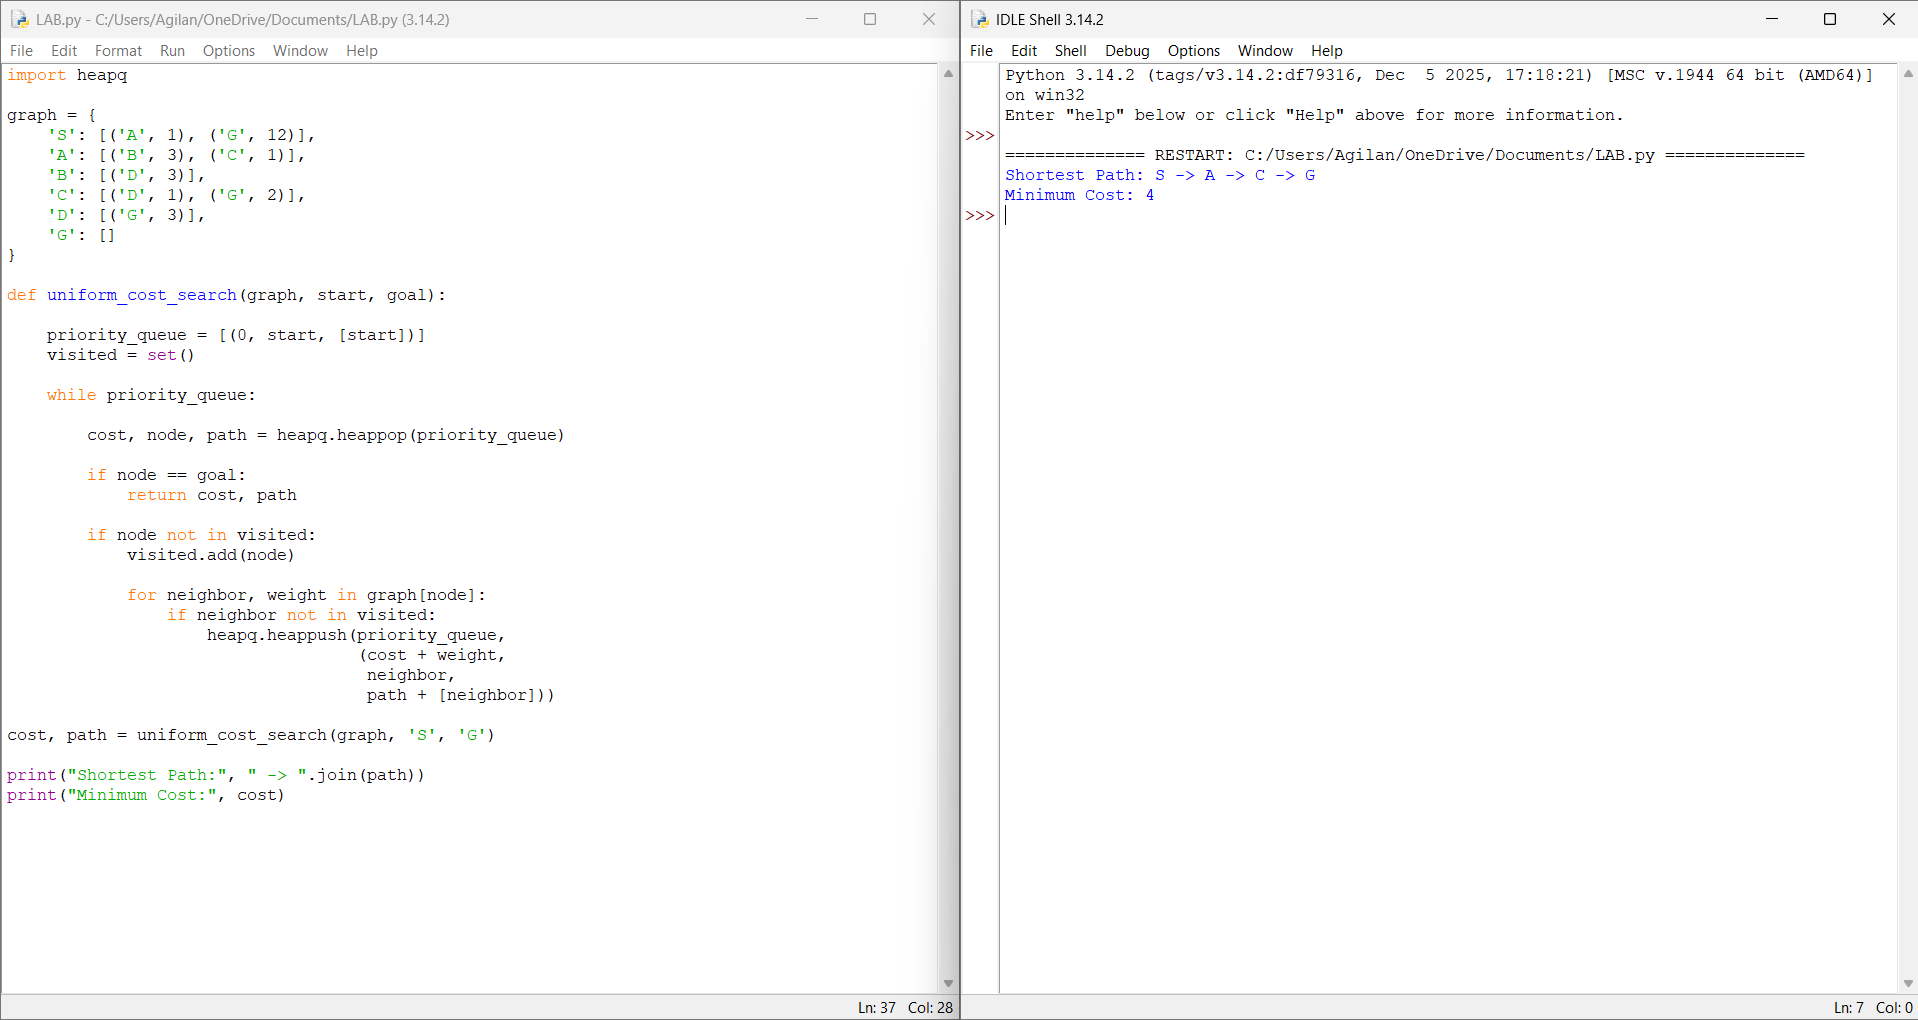 LAB.py - C:/Users/Agilan/OneDrive/Documents/LAB.py (3.14.2)
File Edit Format Run Options Window Help
import heapq

graph = {
    'S': [('A', 1), ('G', 12)],
    'A': [('B', 3), ('C', 1)],
    'B': [('D', 3)],
    'C': [('D', 1), ('G', 2)],
    'D': [('G', 3)],
    'G': []
}

def uniform_cost_search(graph, start, goal):

    priority_queue = [(0, start, [start])]
    visited = set()

    while priority_queue:

        cost, node, path = heapq.heappop(priority_queue)

        if node == goal:
            return cost, path

        if node not in visited:
            visited.add(node)

            for neighbor, weight in graph[node]:
                if neighbor not in visited:
                    heapq.heappush(priority_queue,
                                   (cost + weight,
                                    neighbor,
                                    path + [neighbor]))

cost, path = uniform_cost_search(graph, 'S', 'G')

print("Shortest Path:", " -> ".join(path))
print("Minimum Cost:", cost)
Ln: 37 Col: 28
IDLE Shell 3.14.2
File Edit Shell Debug Options Window Help
Python 3.14.2 (tags/v3.14.2:df79316, Dec  5 2025, 17:18:21) [MSC v.1944 64 bit (AMD64)]
on win32
Enter "help" below or click "Help" above for more information.
>>>
============== RESTART: C:/Users/Agilan/OneDrive/Documents/LAB.py ==============
Shortest Path: S -> A -> C -> G
Minimum Cost: 4
>>>
Ln: 7 Col: 0